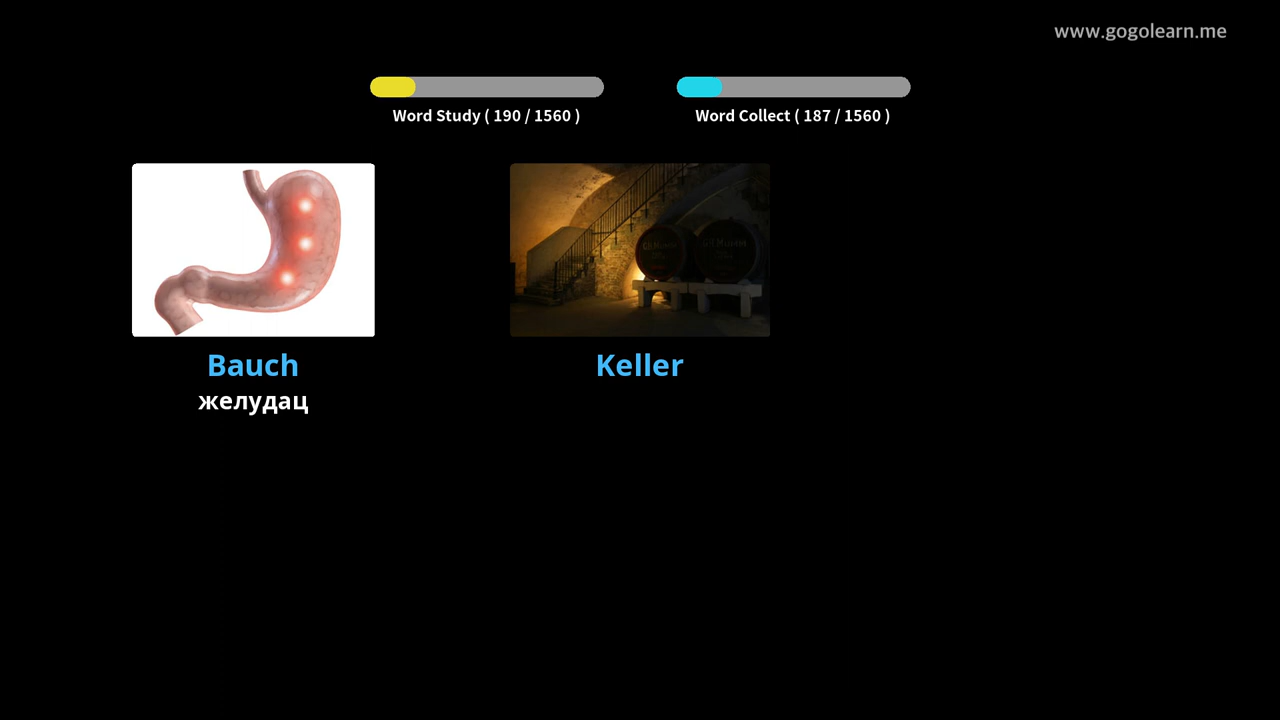 www.gogolearn.me
Word Study ( 190 / 1560 )
Word Collect ( 187 / 1560 )
Bauch
Keller
желудац